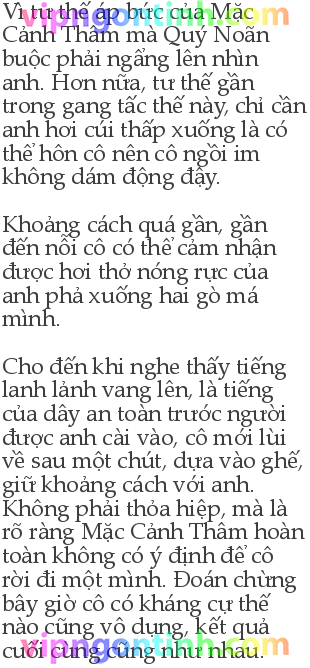 Vì tư thế áp bức của Mặc
Cảnh Thâm mà Quý Noãn
buộc phải ngẩng lên nhìn
anh. Hơn nữa, tư thế gần
trong gang tấc thế này, chỉ cần
anh hơi cúi thấp xuống là có
thể hôn cô nên cô ngồi im
không dám động đậy.
Khoảng cách quá gần, gần
đến nỗi cô có thể cảm nhận
được hơi thở nóng rực của
anh phả xuống hai gò má
mình.
Cho đến khi nghe thấy tiếng
lanh lảnh vang lên, là tiếng
của dây an toàn trước người
được anh cài vào, cô mới lùi
về sau một chút, dựa vào ghế,
giữ khoảng cách với anh.
Không phải thỏa hiệp, mà là
rõ ràng Mặc Cảnh Thâm hoàn
toàn không có ý định để cô
rời đi một mình. Đoán chừng
bây giờ cô có kháng cự thế
nào cũng vô dụng, kết quả
cuối cùng cũng như nhau.
vipngontinh.com
vipngontinh.com